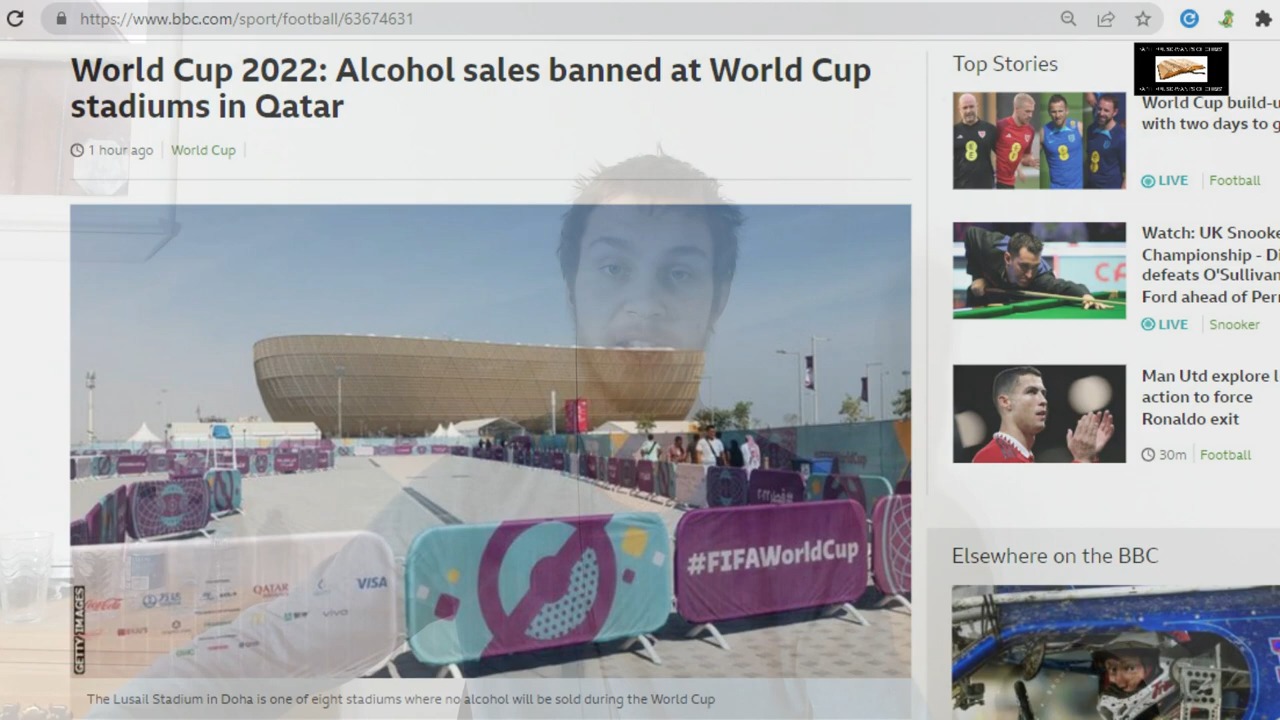 https://www.bbc.com/sport/football/63674631
World Cup 2022: Alcohol sales banned at World Cup
stadiums in Qatar
1 hour ago
World Cup
Top Stories
World Cup build-u
with two days to g
LIVE
Football
Watch: UK Snooke
Championship - Di
defeats O'Sullivan
Ford ahead of Perr
LIVE
Snooker
Man Utd explore l
action to force
Ronaldo exit
30m
Football
#FIFAWorldCup
QATAR
VISA
Coca-Cola
vivo
GETTY IMAGES
The Lusail Stadium in Doha is one of eight stadiums where no alcohol will be sold during the World Cup
Elsewhere on the BBC